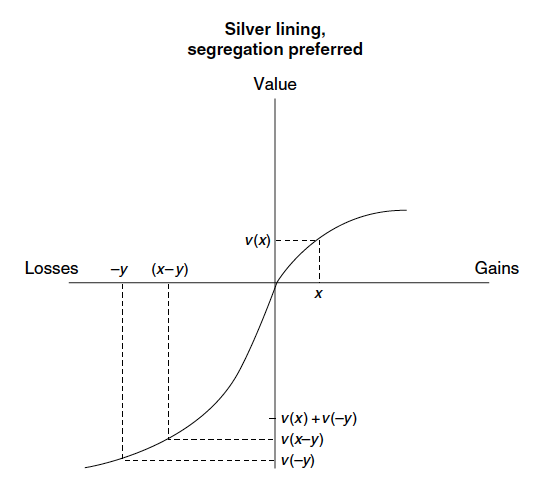 Silver lining,
segregation preferred
Value
v(x)
Losses –y (x–y) Gains
x
v(x) + v(–y)
v(x–y)
v(–y)